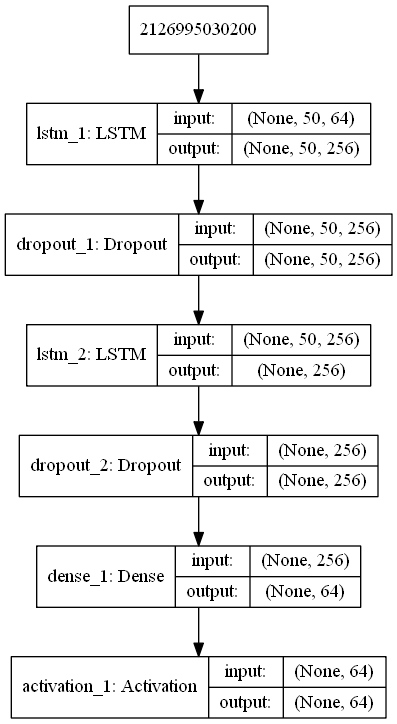 2126995030200
lstm_1: LSTM
input: (None, 50, 64)
output: (None, 50, 256)
dropout_1: Dropout
input: (None, 50, 256)
output: (None, 50, 256)
lstm_2: LSTM
input: (None, 50, 256)
output: (None, 256)
dropout_2: Dropout
input: (None, 256)
output: (None, 256)
dense_1: Dense
input: (None, 256)
output: (None, 64)
activation_1: Activation
input: (None, 64)
output: (None, 64)